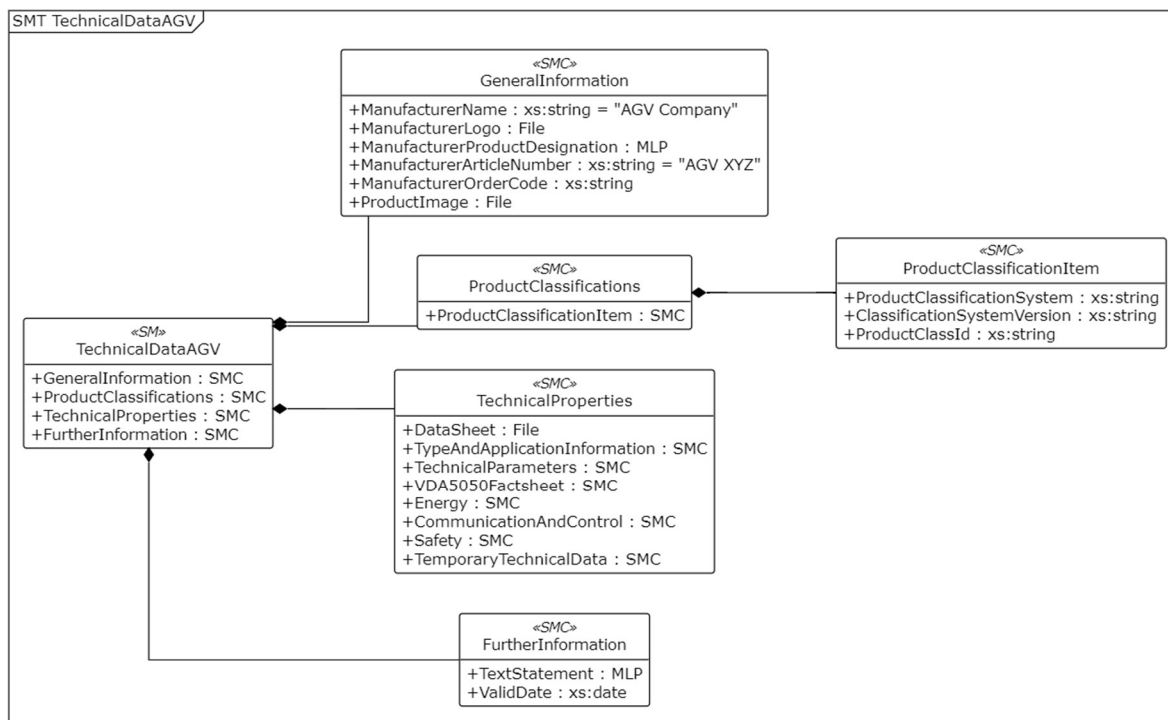 SMT TechnicalDataAGV
«SMC»
GeneralInformation
+ManufacturerName : xs:string = "AGV Company"
+ManufacturerLogo : File
+ManufacturerProductDesignation : MLP
+ManufacturerArticleNumber : xs:string = "AGV XYZ"
+ManufacturerOrderCode : xs:string
+ProductImage : File
«SMC»
ProductClassifications
+ProductClassificationItem : SMC
«SMC»
ProductClassificationItem
+ProductClassificationSystem : xs:string
+ClassificationSystemVersion : xs:string
+ProductClassId : xs:string
«SM»
TechnicalDataAGV
+GeneralInformation : SMC
+ProductClassifications : SMC
+TechnicalProperties : SMC
+FurtherInformation : SMC
«SMC»
TechnicalProperties
+DataSheet : File
+TypeAndApplicationInformation : SMC
+TechnicalParameters : SMC
+VDA5050Factsheet : SMC
+Energy : SMC
+CommunicationAndControl : SMC
+Safety : SMC
+TemporaryTechnicalData : SMC
«SMC»
FurtherInformation
+TextStatement : MLP
+ValidDate : xs:date